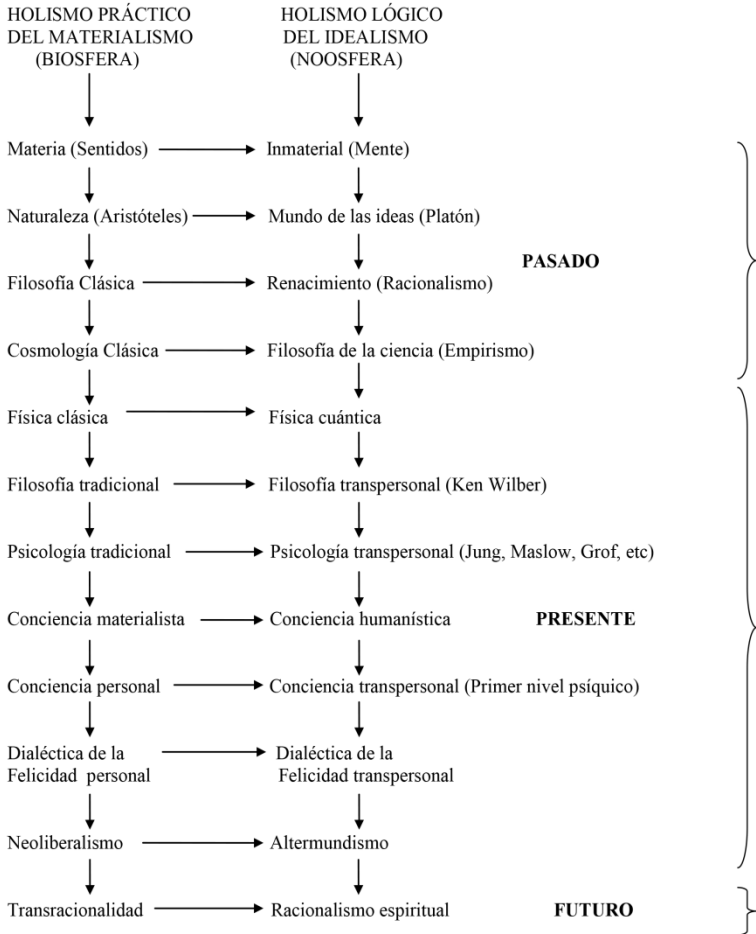 HOLISMO PRÁCTICO HOLISMO LÓGICO
DEL MATERIALISMO DEL IDEALISMO
(BIOSFERA) (NOOSFERA)
Materia (Sentidos) Inmaterial (Mente)
Naturaleza (Aristóteles) Mundo de las ideas (Platón)
PASADO
Filosofía Clásica Renacimiento (Racionalismo)
Cosmología Clásica Filosofía de la ciencia (Empirismo)
Física clásica Física cuántica
Filosofía tradicional Filosofía transpersonal (Ken Wilber)
Psicología tradicional Psicología transpersonal (Jung, Maslow, Grof, etc)
Conciencia materialista Conciencia humanística PRESENTE
Conciencia personal Conciencia transpersonal (Primer nivel psíquico)
Dialéctica de la Dialéctica de la
Felicidad personal Felicidad transpersonal
Neoliberalismo Altermundismo
Transracionalidad Racionalismo espiritual FUTURO